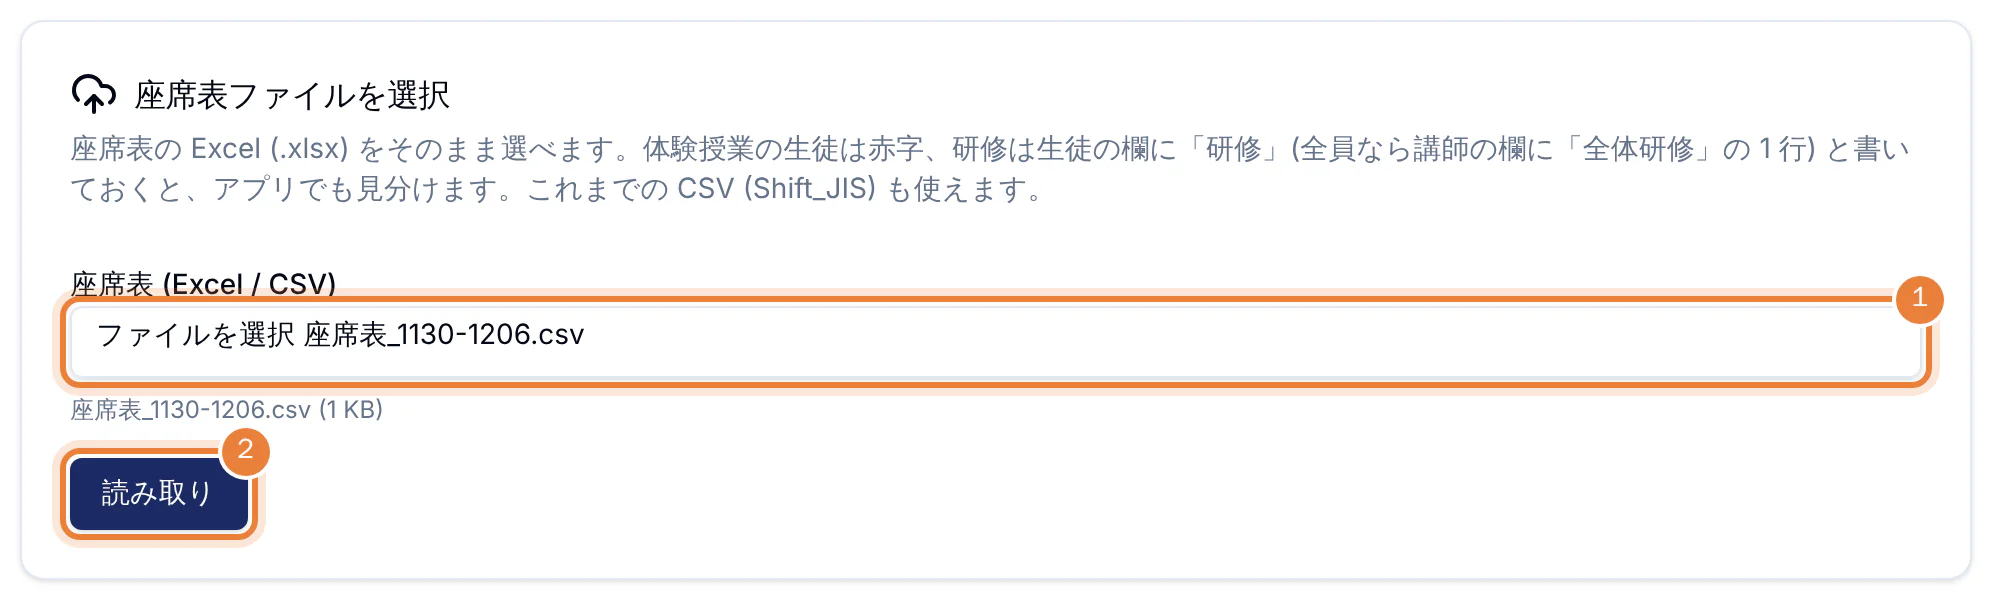 座席表ファイルを選択
座席表の Excel (.xlsx) をそのまま選べます。体験授業の生徒は赤字、研修は生徒の欄に「研修」(全員なら講師の欄に「全体研修」の 1 行) と書い
ておくと、アプリでも見分けます。これまでの CSV (Shift_JIS) も使えます。
座席表 (Excel / CSV)
1
ファイルを選択 座席表_1130-1206.csv
座席表_1130-1206.csv (1 KB)
2
読み取り